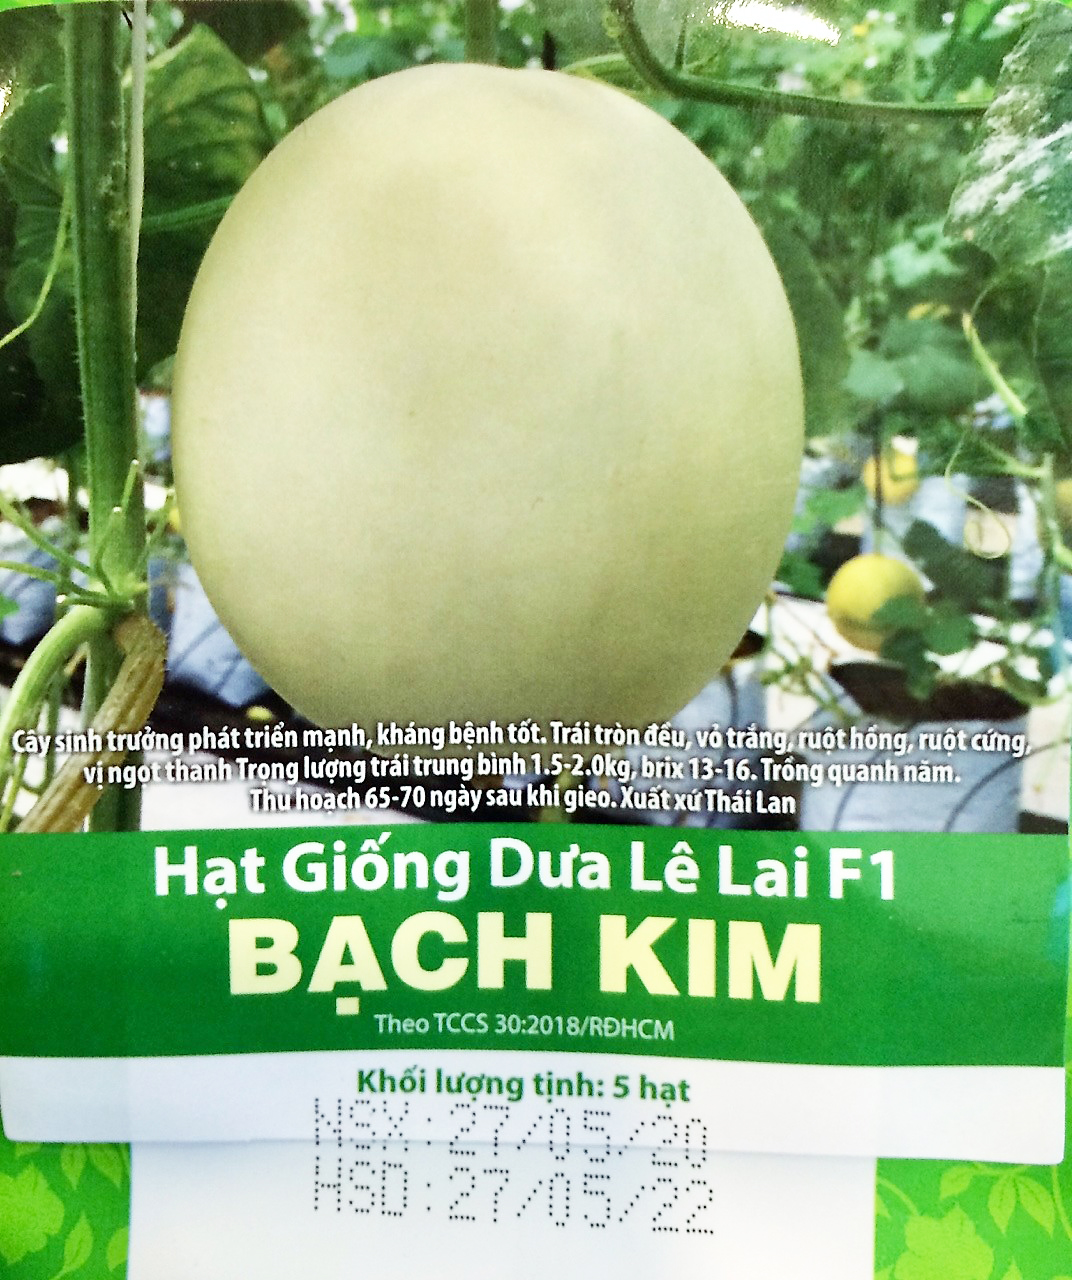 Cây sinh trưởng phát triển mạnh, kháng bệnh tốt. Trái tròn đều, vỏ trắng, ruột hồng, ruột cứng,
vị ngọt thanh Trọng lượng trái trung bình 1.5-2.0kg, brix 13-16. Trồng quanh năm.
Thu hoạch 65-70 ngày sau khi gieo. Xuất xứ Thái Lan
Hạt Giống Dưa Lê Lai F1
BẠCH KIM
Theo TCCS 30:2018/RĐHCM
Khối lượng tịnh: 5 hạt
NSX:27/05/20
HSD:27/05/22